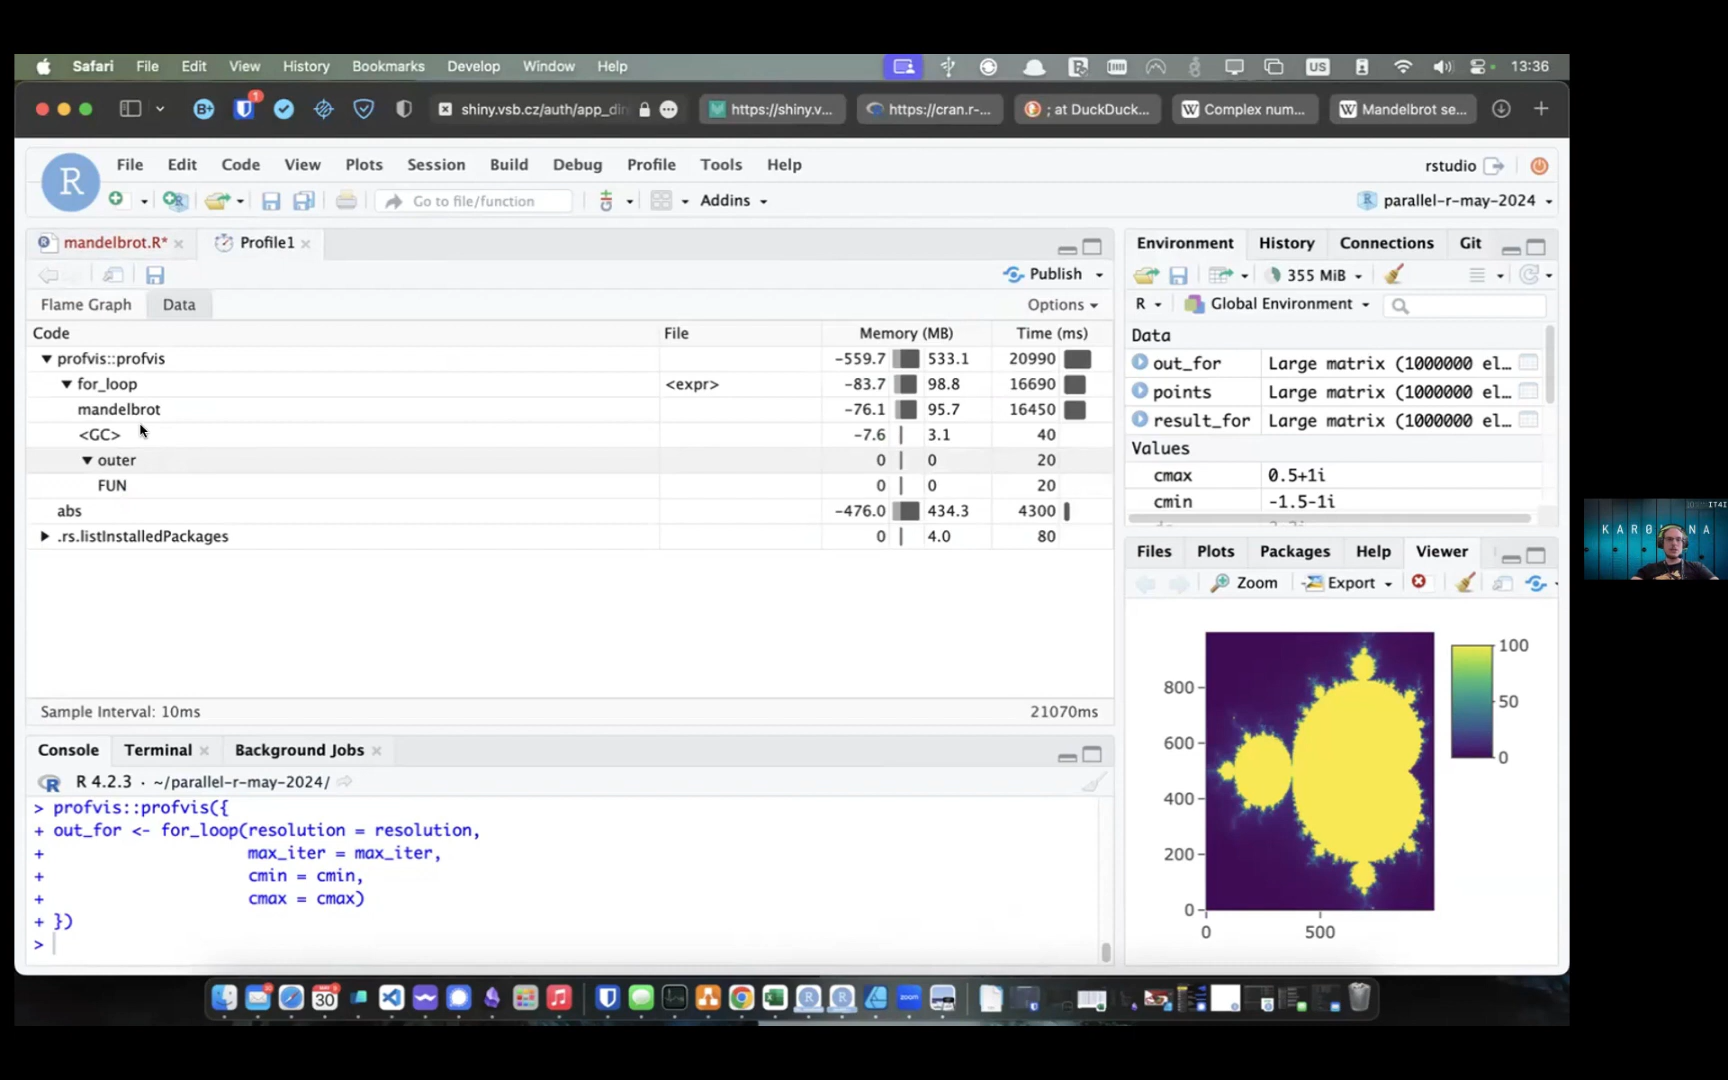 Safari File Edit View History Bookmarks Develop Window Help US 13:36
B+ 1 shiny.vsb.cz/auth/app_dir https://shiny.v... https://cran.r-... ; at DuckDuck... W Complex num... W Mandelbrot se...
R File Edit Code View Plots Session Build Debug Profile Tools Help rstudio
Go to file/function Addins parallel-r-may-2024
mandelbrot.R* Profile1
Publish
Flame Graph Data Options
Code File Memory (MB) Time (ms)
profvis::profvis -559.7 533.1 20990
for_loop <expr> -83.7 98.8 16690
mandelbrot -76.1 95.7 16450
<GC> -7.6 3.1 40
outer 0 0 20
FUN 0 0 20
abs -476.0 434.3 4300
.rs.listInstalledPackages 0 4.0 80
Sample Interval: 10ms 21070ms
Console Terminal Background Jobs
R 4.2.3 · ~/parallel-r-may-2024/
> profvis::profvis({
+ out_for <- for_loop(resolution = resolution,
+ max_iter = max_iter,
+ cmin = cmin,
+ cmax = cmax)
+ })
>
Environment History Connections Git
355 MiB
R Global Environment
Data
out_for Large matrix (1000000 el...
points Large matrix (1000000 el...
result_for Large matrix (1000000 el...
Values
cmax 0.5+1i
cmin -1.5-1i
Files Plots Packages Help Viewer
Zoom Export
800
600
400
200
0
0 500
100
50
0
KAROLINA
IT4I
30
zoom